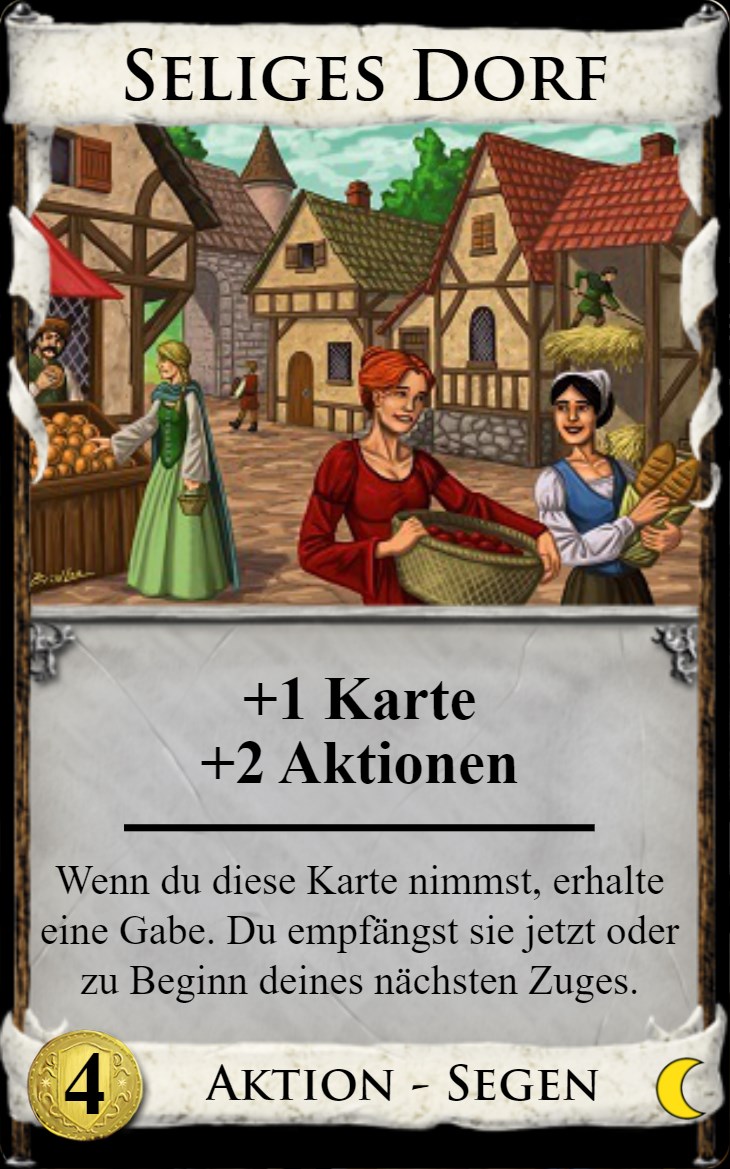 Seliges Dorf
+1 Karte
+2 Aktionen
Wenn du diese Karte nimmst, erhalte
eine Gabe. Du empfängst sie jetzt oder
zu Beginn deines nächsten Zuges.
4
Aktion - Segen